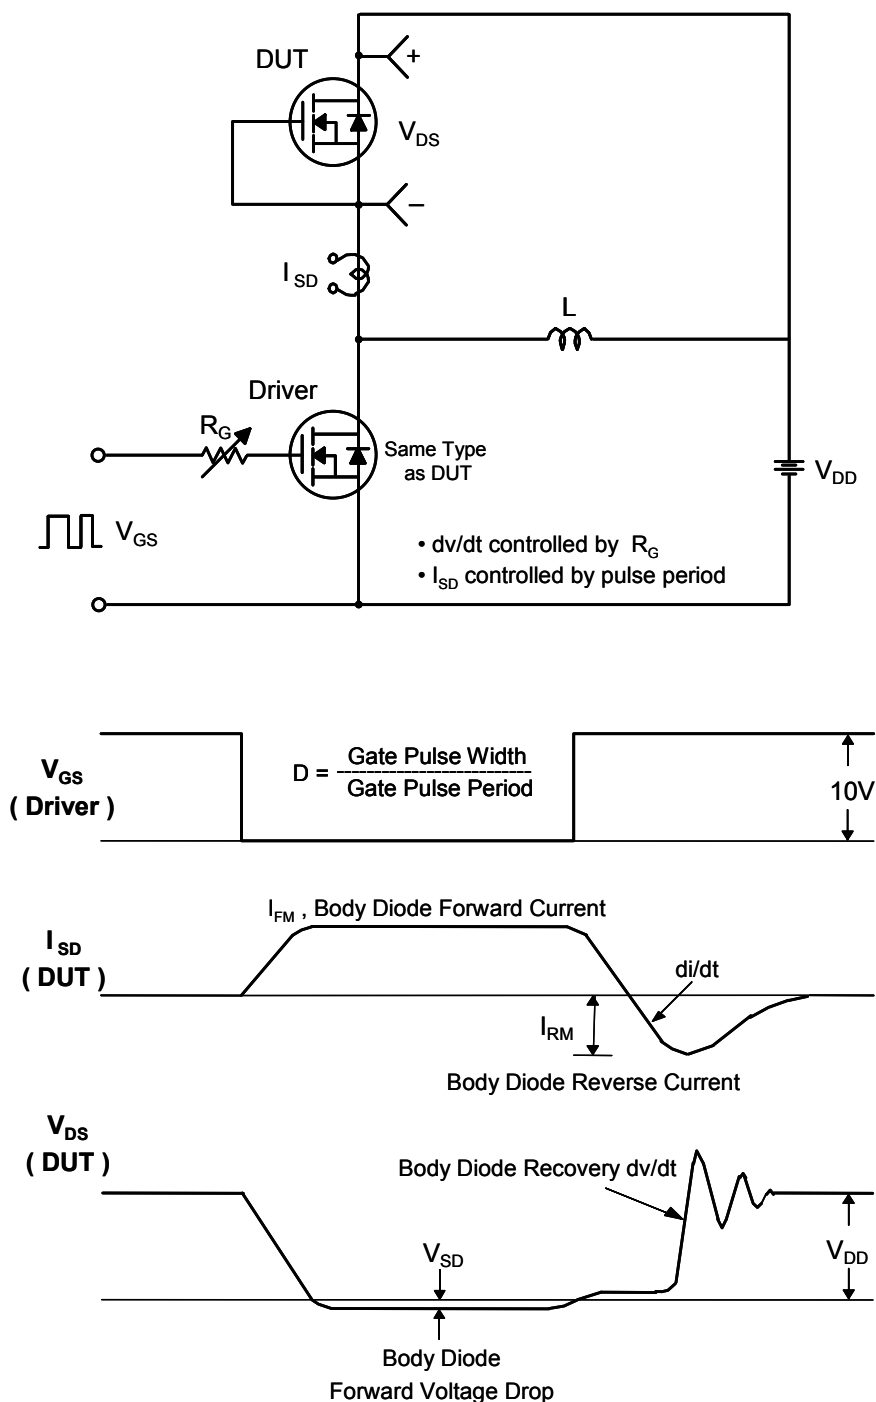 DUT
+
V_DS
–
I_SD
L
Driver
R_G
Same Type
as DUT
V_DD
V_GS
• dv/dt controlled by R_G
• I_SD controlled by pulse period
V_GS
( Driver )
D = Gate Pulse Width
Gate Pulse Period
10V
I_FM , Body Diode Forward Current
I_SD
( DUT )
di/dt
I_RM
Body Diode Reverse Current
V_DS
( DUT )
Body Diode Recovery dv/dt
V_SD
V_DD
Body Diode
Forward Voltage Drop